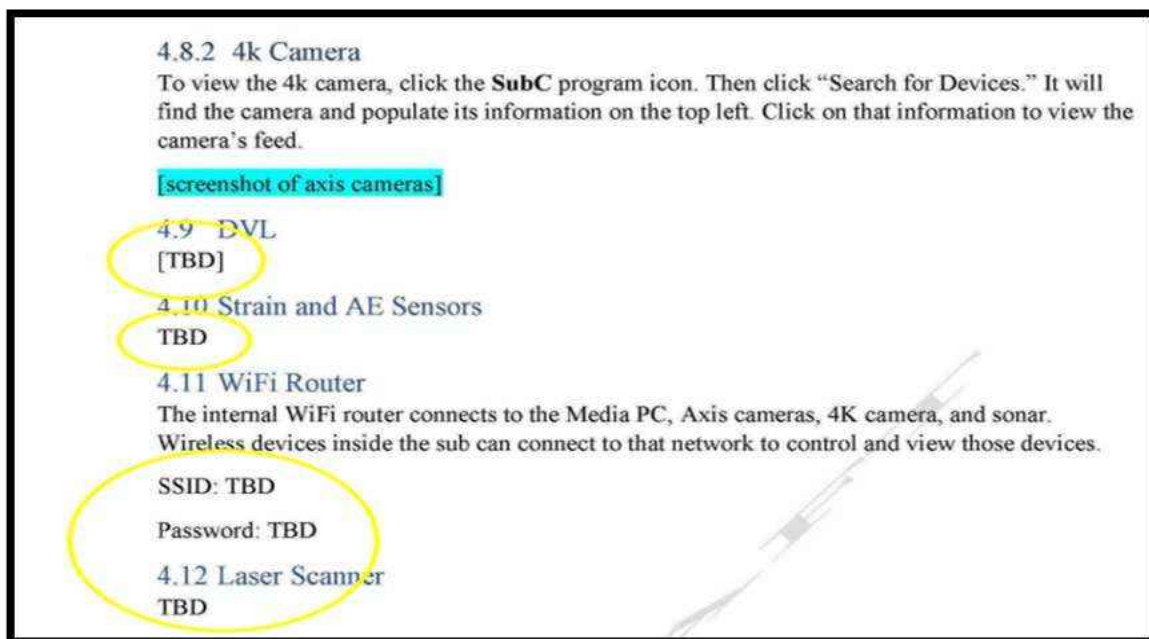 4.8.2 4k Camera
To view the 4k camera, click the SubC program icon. Then click “Search for Devices.” It will
find the camera and populate its information on the top left. Click on that information to view the
camera’s feed.
[screenshot of axis cameras]
4.9 DVL
[TBD]
4.10 Strain and AE Sensors
TBD
4.11 WiFi Router
The internal WiFi router connects to the Media PC, Axis cameras, 4K camera, and sonar.
Wireless devices inside the sub can connect to that network to control and view those devices.
SSID: TBD
Password: TBD
4.12 Laser Scanner
TBD